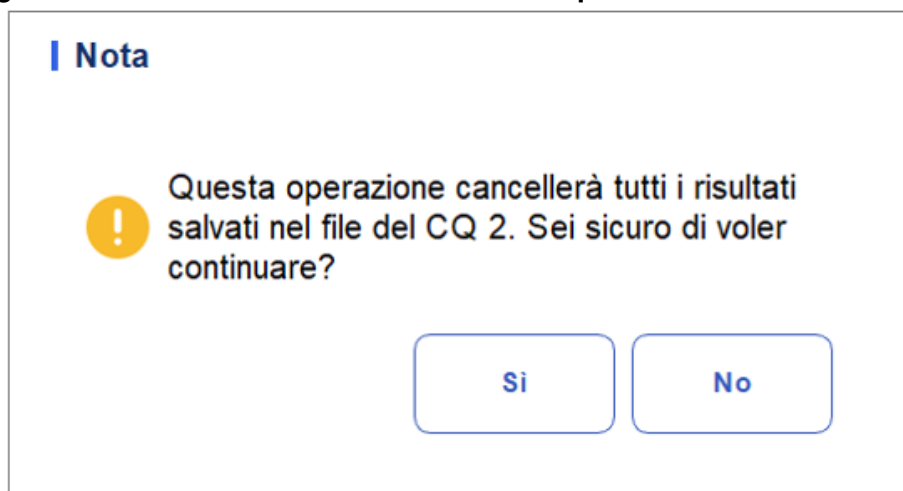 Nota
Questa operazione cancellerà tutti i risultati
salvati nel file del CQ 2. Sei sicuro di voler
continuare?
Sì
No